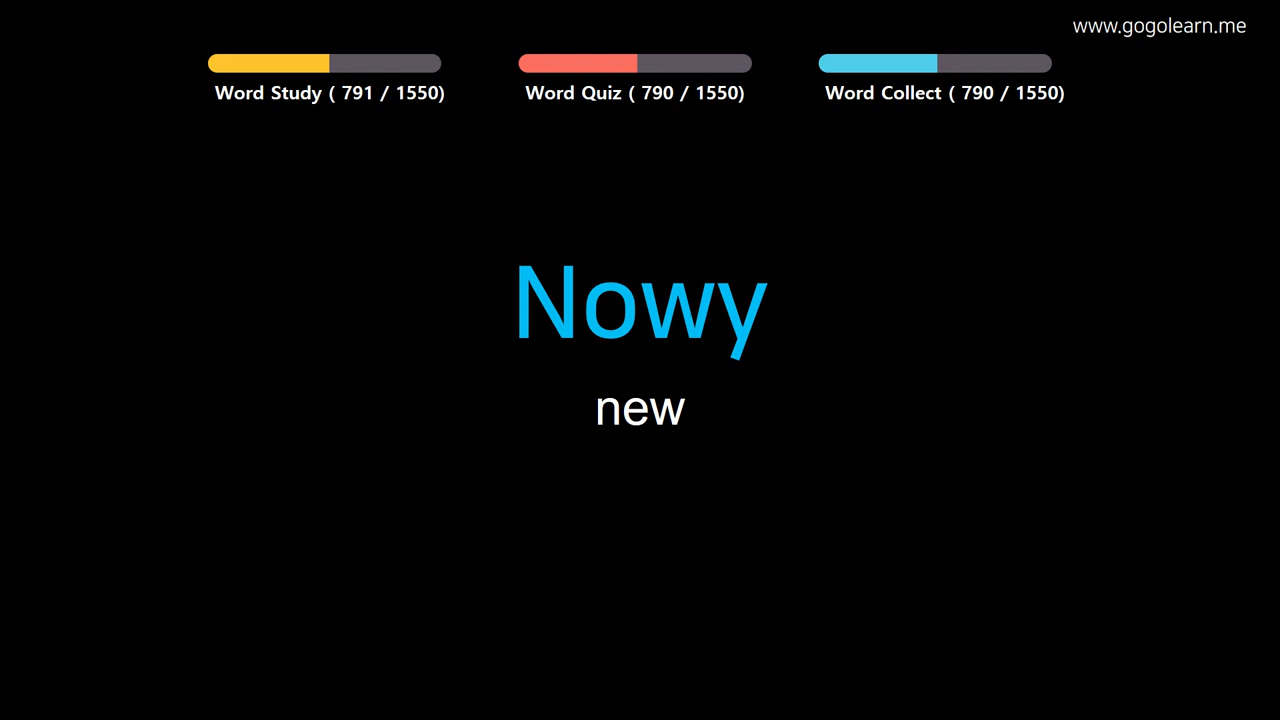 www.gogolearn.me
Word Study ( 791 / 1550)
Word Quiz ( 790 / 1550)
Word Collect ( 790 / 1550)
Nowy
new